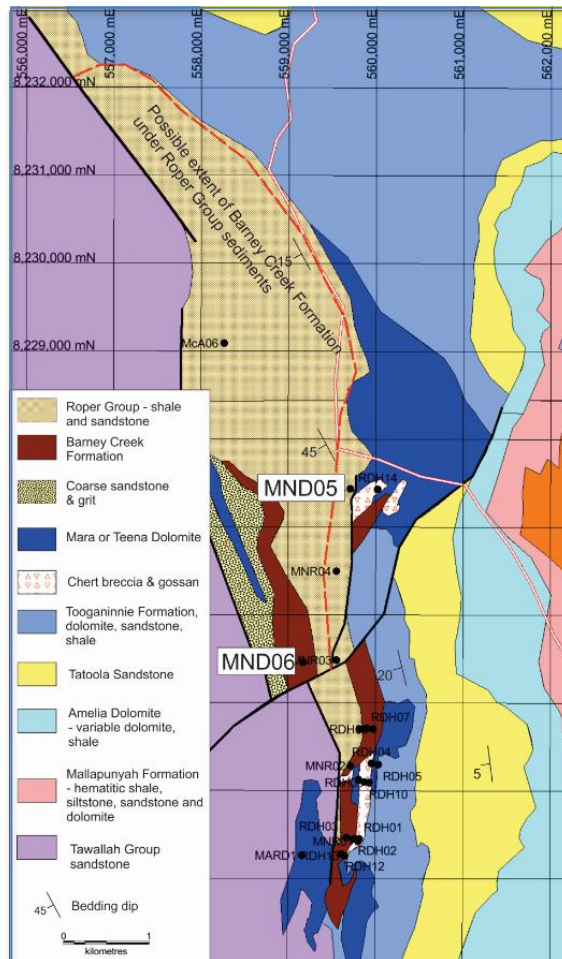 556,000 mE
557,000 mE
559,000 mE
560,000 mE
561,000 mE
562,000 mE
8,232,000 mN
8,231,000 mN
8,230,000 mN
8,229,000 mN
Possible extent of Barney Creek Formation
under Roper Group sediments
15
McA06
45
MND05
RDH14
MNR04
MND06
MNR03
20
RDH07
RDH04
MNR02
RDH05
RDH10
5
RDH03
RDH01
RDH02
RDH12
Roper Group - shale
and sandstone
Barney Creek
Formation
Coarse sandstone
& grit
Mara or Teena Dolomite
Chert breccia & gossan
Tooganinnie Formation,
dolomite, sandstone,
shale
Tatoola Sandstone
Amelia Dolomite
- variable dolomite,
shale
Mallapunyah Formation
- hematitic shale,
siltstone, sandstone and
dolomite
Tawallah Group
sandstone
45
Bedding dip
0 1
kilometres